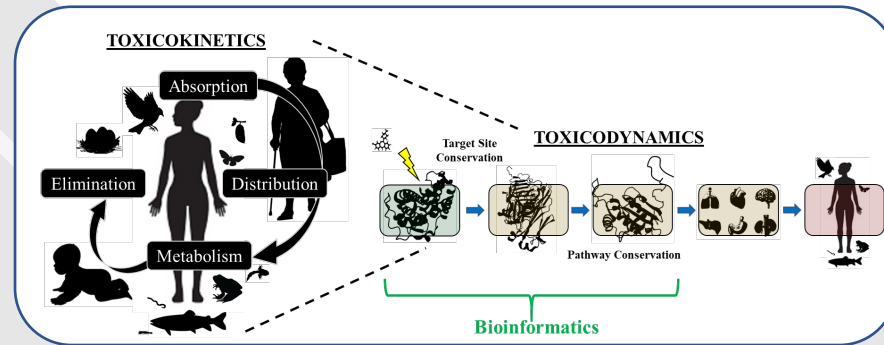 TOXICOKINETICS
Absorption
Elimination
Distribution
Metabolism
TOXICODYNAMICS
Target Site
Conservation
Pathway Conservation
Bioinformatics